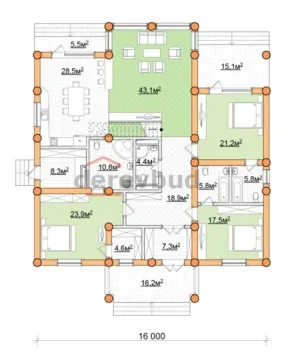 5.5м²
28.5м²
43.1м²
15.1м²
21.2м²
8.3м²
10.8м²
4.4м²
derevbud
5.8м²
5.8м²
23.9м²
18.9м²
17.5м²
4.6м²
7.3м²
16.2м²
16 000